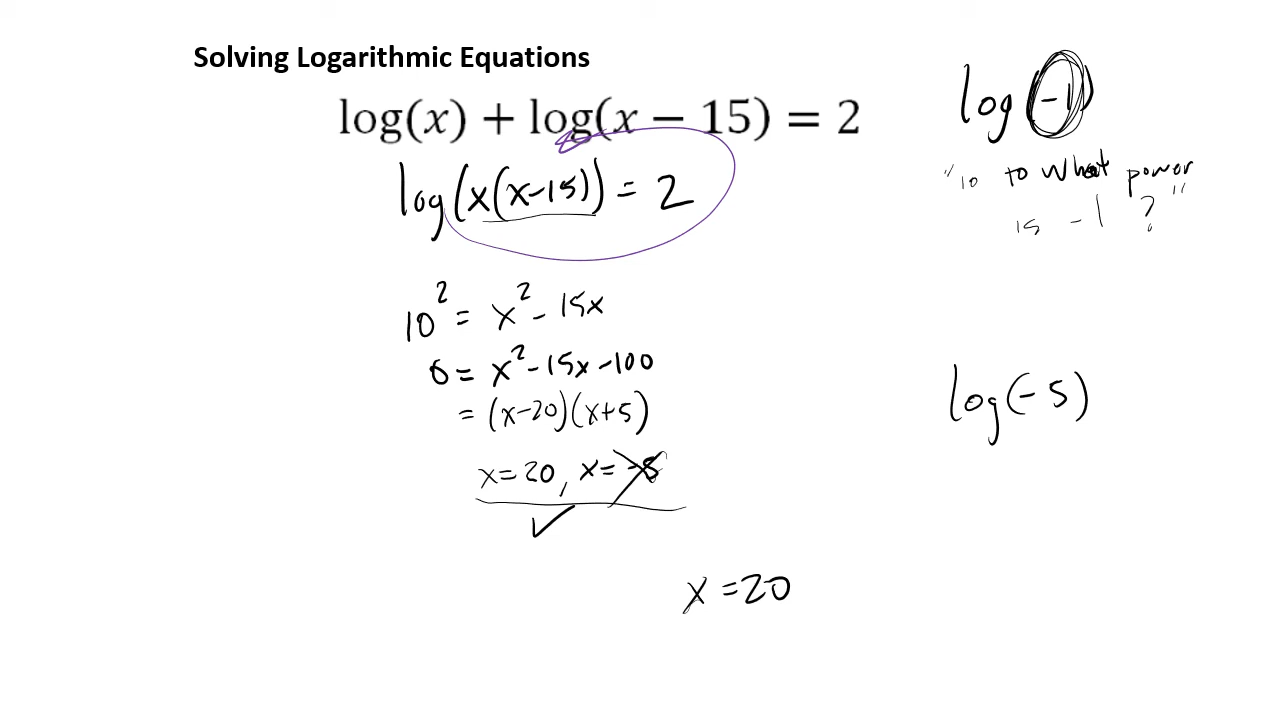 Solving Logarithmic Equations
log(x) + log(x − 15) = 2
log(x(x-15)) = 2
10² = x² - 15x
0 = x² - 15x - 100
= (x-20)(x+5)
x = 20, x = -5
✓
x = 20
log(-1)
"10 to what power
is -1 ?"
log(-5)